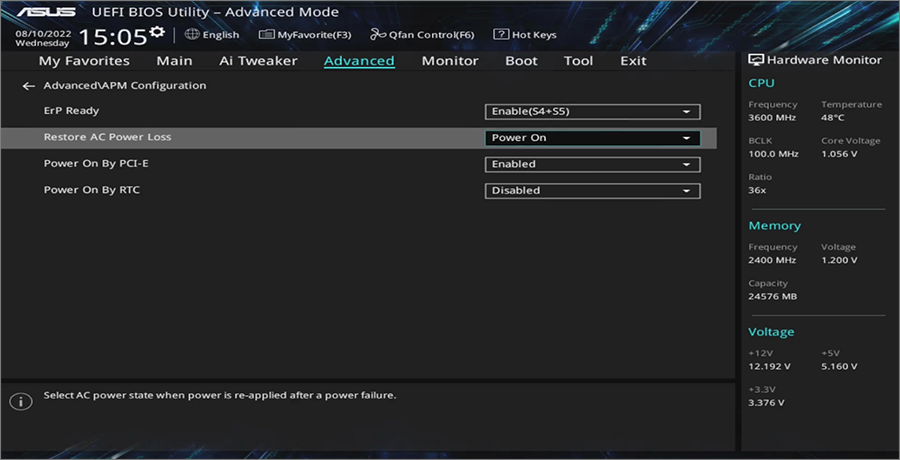 ASUS UEFI BIOS Utility – Advanced Mode
08/10/2022
Wednesday
15:05
English
MyFavorite(F3)
Qfan Control(F6)
? Hot Keys
My Favorites
Main
Ai Tweaker
Advanced
Monitor
Boot
Tool
Exit
← Advanced\APM Configuration
ErP Ready
Enable(S4+S5)
Restore AC Power Loss
Power On
Power On By PCI-E
Enabled
Power On By RTC
Disabled
i Select AC power state when power is re-applied after a power failure.
Hardware Monitor
CPU
Frequency
Temperature
3600 MHz
48°C
BCLK
Core Voltage
100.0 MHz
1.056 V
Ratio
36x
Memory
Frequency
Voltage
2400 MHz
1.200 V
Capacity
24576 MB
Voltage
+12V
+5V
12.192 V
5.160 V
+3.3V
3.376 V